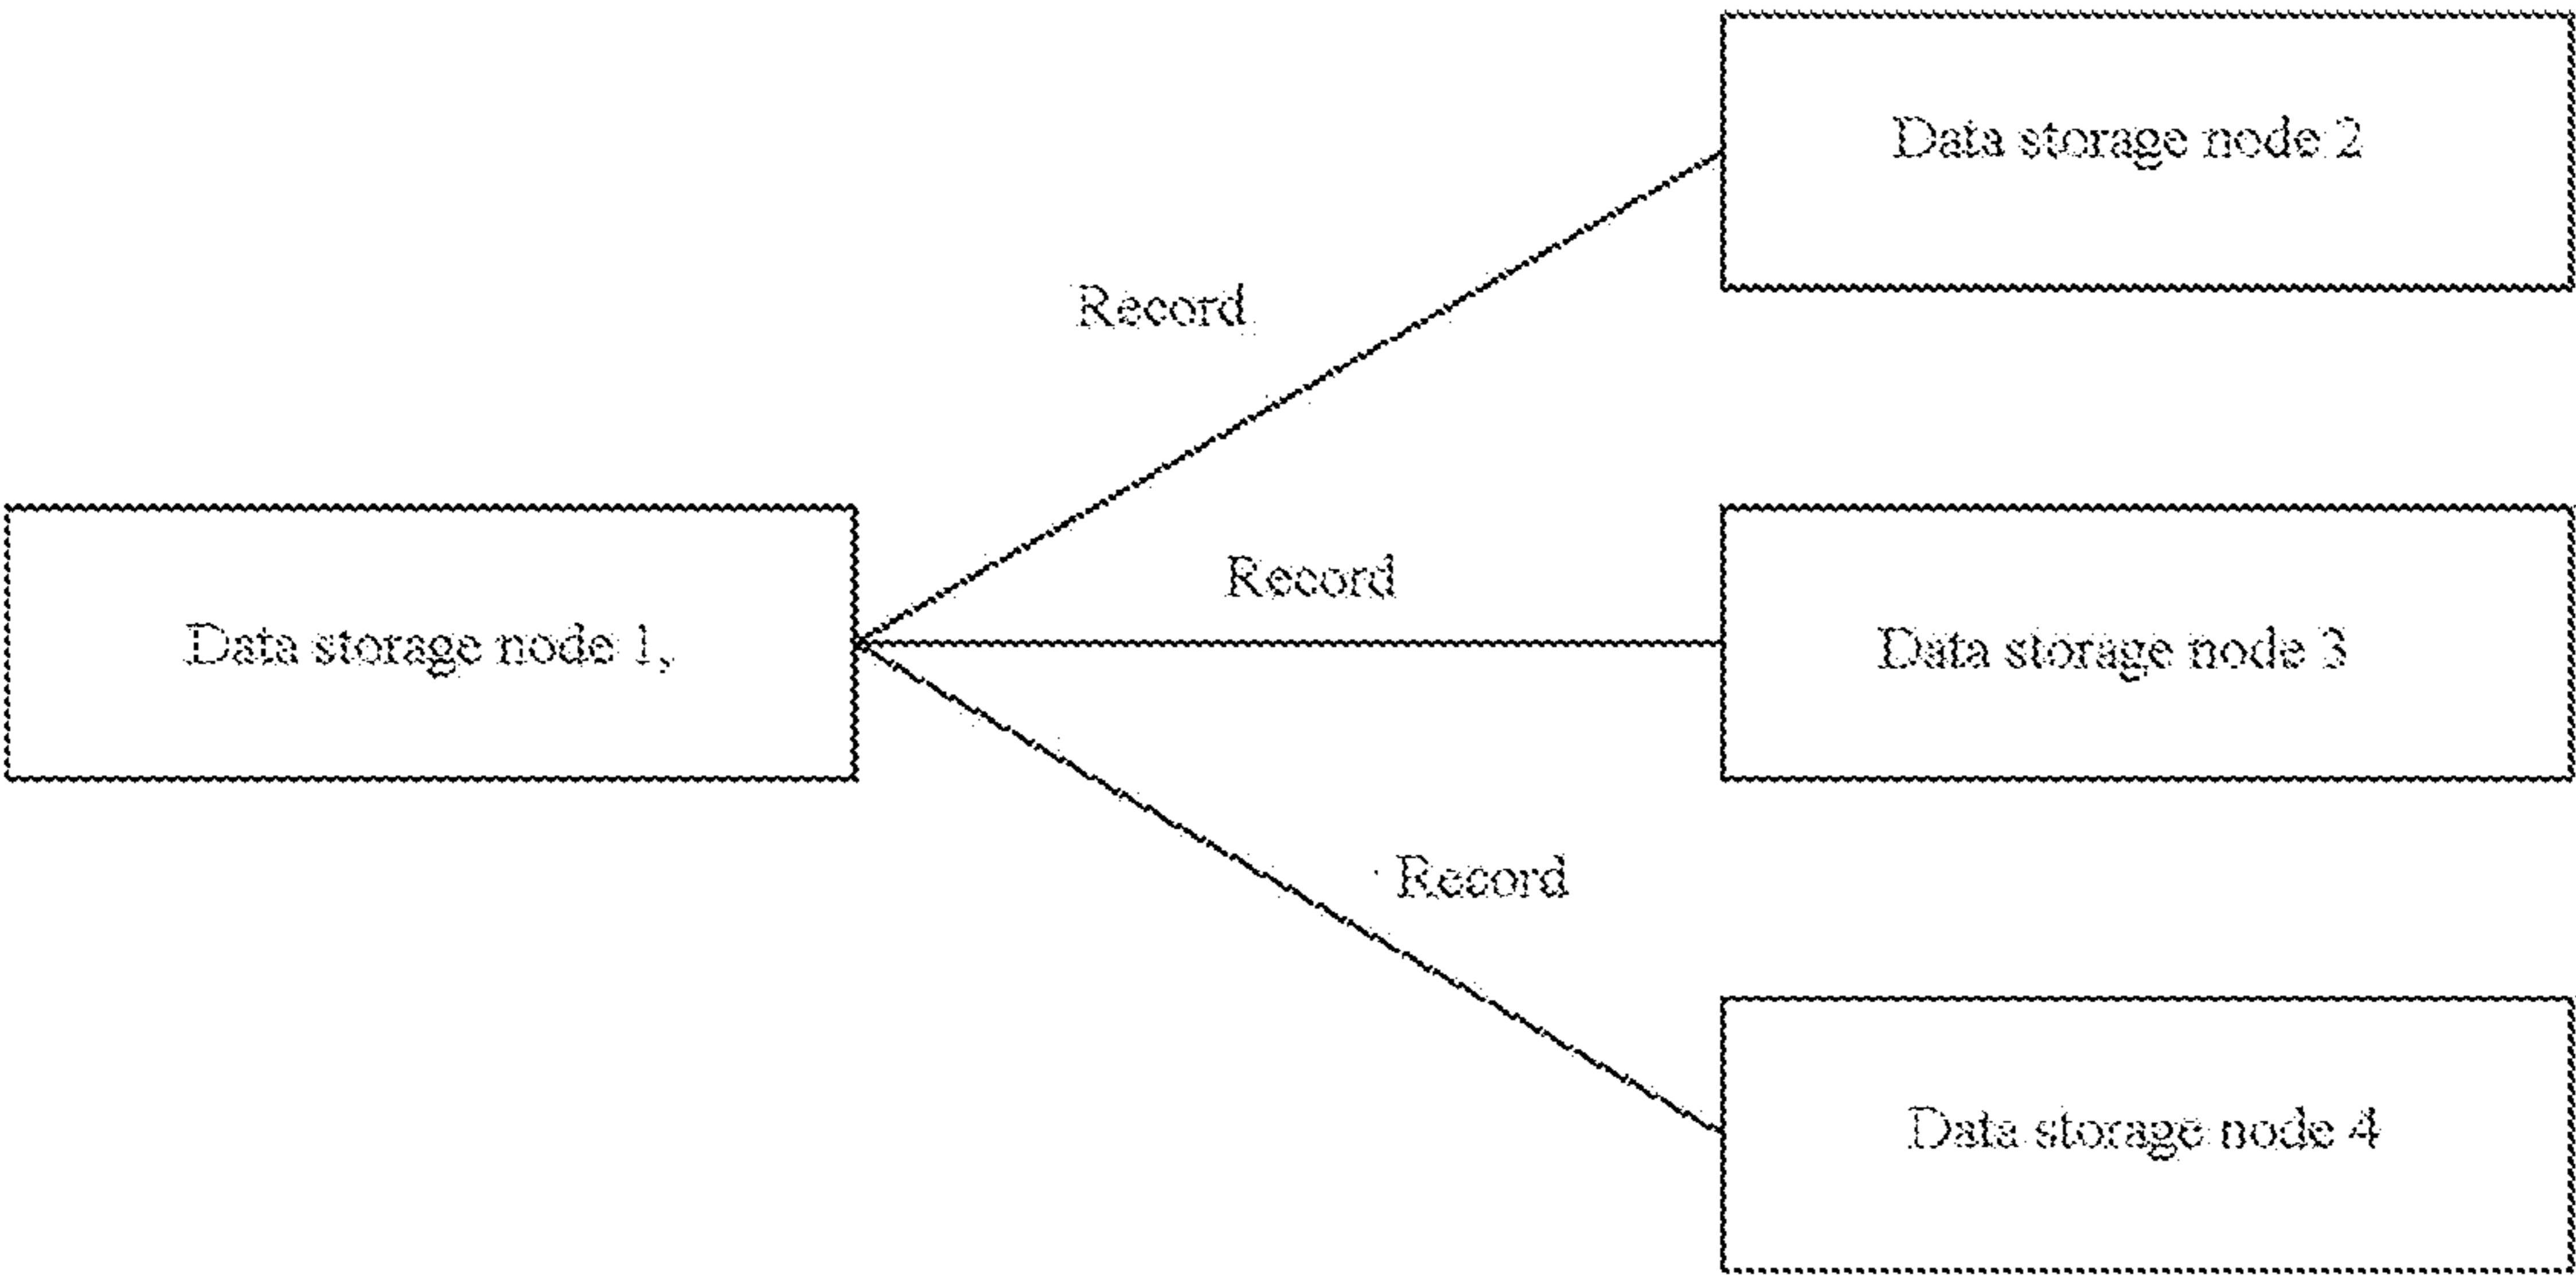 Data storage node 2
Record
Record
Data storage node 1,
Data storage node 3
Record
Data storage node 4